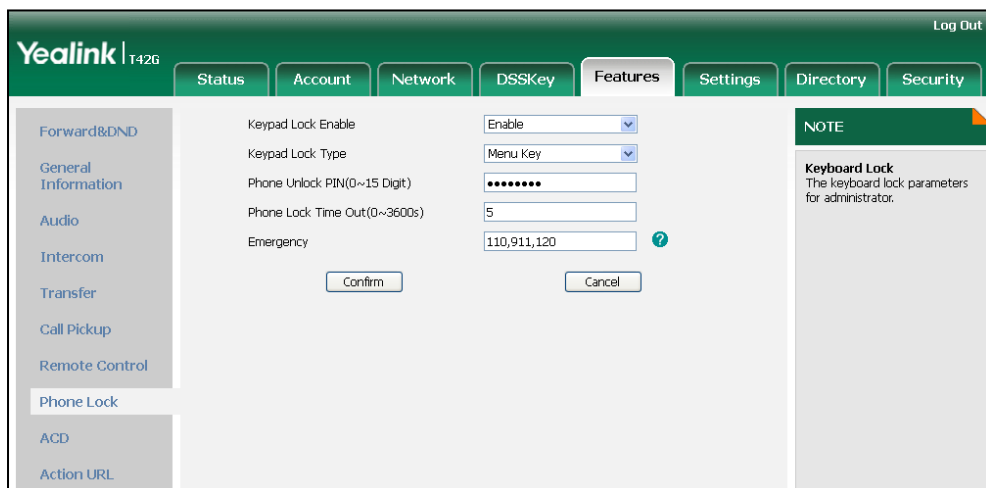 Log Out
Yealink | T42G
Status Account Network DSSKey Features Settings Directory Security
Forward&DND
General
Information
Audio
Intercom
Transfer
Call Pickup
Remote Control
Phone Lock
ACD
Action URL
Keypad Lock Enable Enable
Keypad Lock Type Menu Key
Phone Unlock PIN(0~15 Digit) ••••••••
Phone Lock Time Out(0~3600s) 5
Emergency 110,911,120 ?
Confirm Cancel
NOTE
Keyboard Lock
The keyboard lock parameters
for administrator.